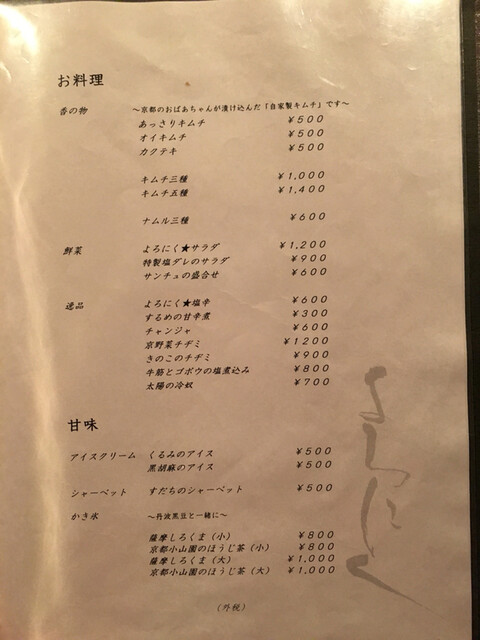 お料理
香の物 ～京都のおばあちゃんが漬け込んだ「自家製キムチ」です～
あっさりキムチ ￥５００
オイキムチ ￥５００
カクテキ ￥５００
キムチ三種 ￥１,０００
キムチ五種 ￥１,４００
ナムル三種 ￥６００
鮮菜 よろにく★サラダ ￥１,２００
特製塩ダレのサラダ ￥９００
サンチュの盛合せ ￥６００
逸品 よろにく★塩辛 ￥６００
するめの甘辛煮 ￥３００
チャンジャ ￥６００
京野菜チヂミ ￥１２００
きのこのチヂミ ￥９００
牛筋とゴボウの塩煮込み ￥８００
太陽の冷奴 ￥７００
甘味
アイスクリーム くるみのアイス ￥５００
黒胡麻のアイス ￥５００
シャーベット すだちのシャーベット ￥５００
かき氷 ～丹波黒豆と一緒に～
薩摩しろくま（小） ￥８００
京都小山園のほうじ茶（小） ￥８００
薩摩しろくま（大） ￥１,０００
京都小山園のほうじ茶（大） ￥１,０００
（外税）
よろにく